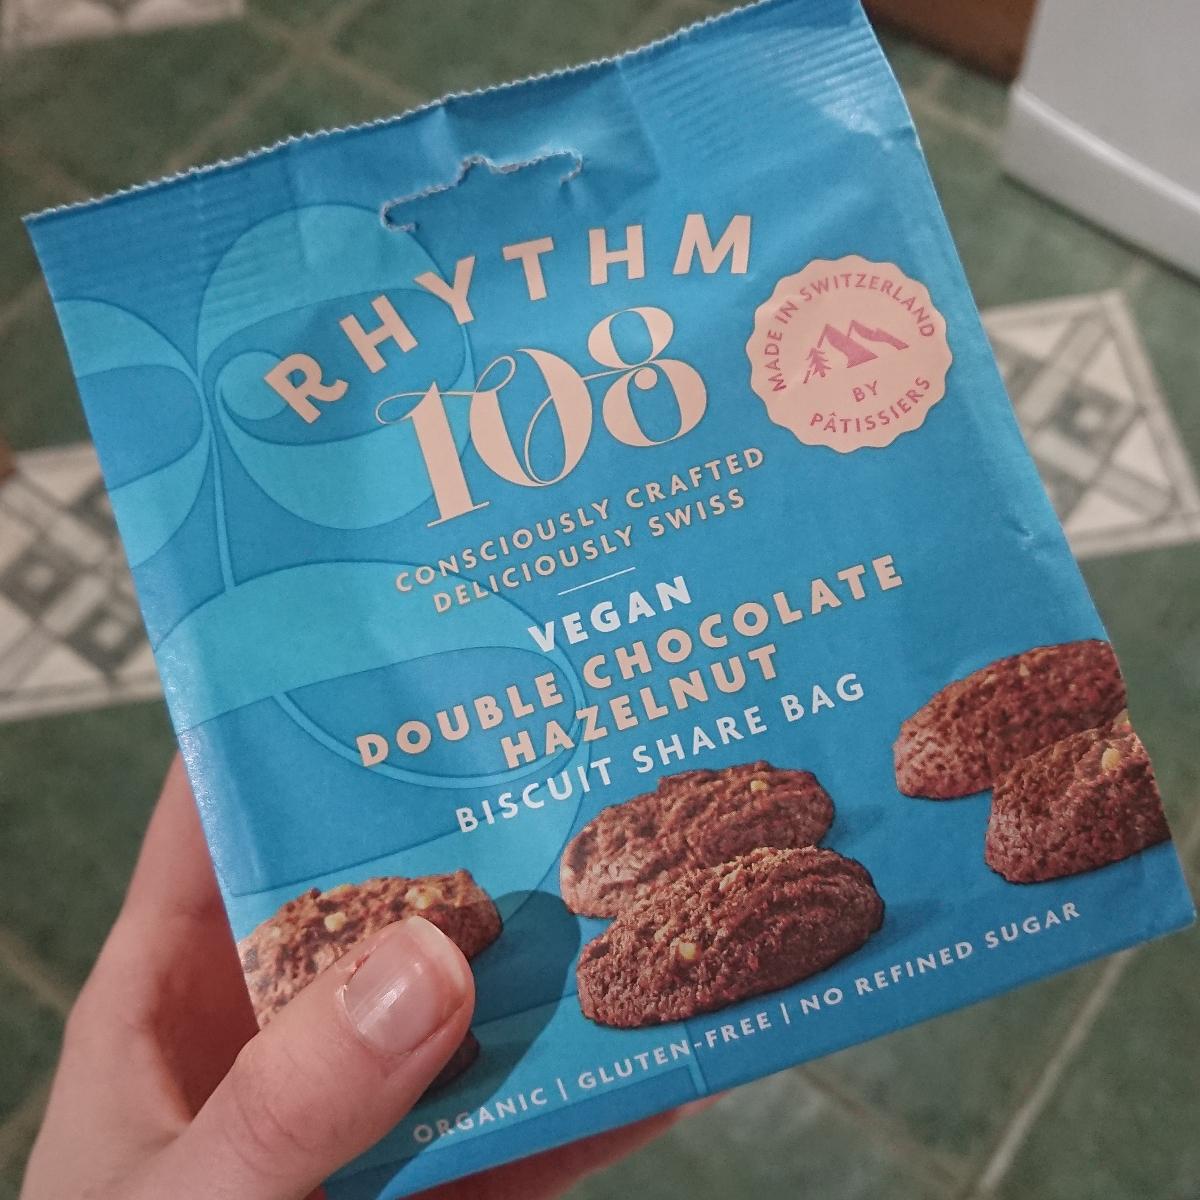 RHYTHM
108
MADE IN SWITZERLAND
BY
PÂTISSIERS
CONSCIOUSLY CRAFTED
DELICIOUSLY SWISS
VEGAN
DOUBLE CHOCOLATE
HAZELNUT
BISCUIT SHARE BAG
ORGANIC | GLUTEN-FREE | NO REFINED SUGAR